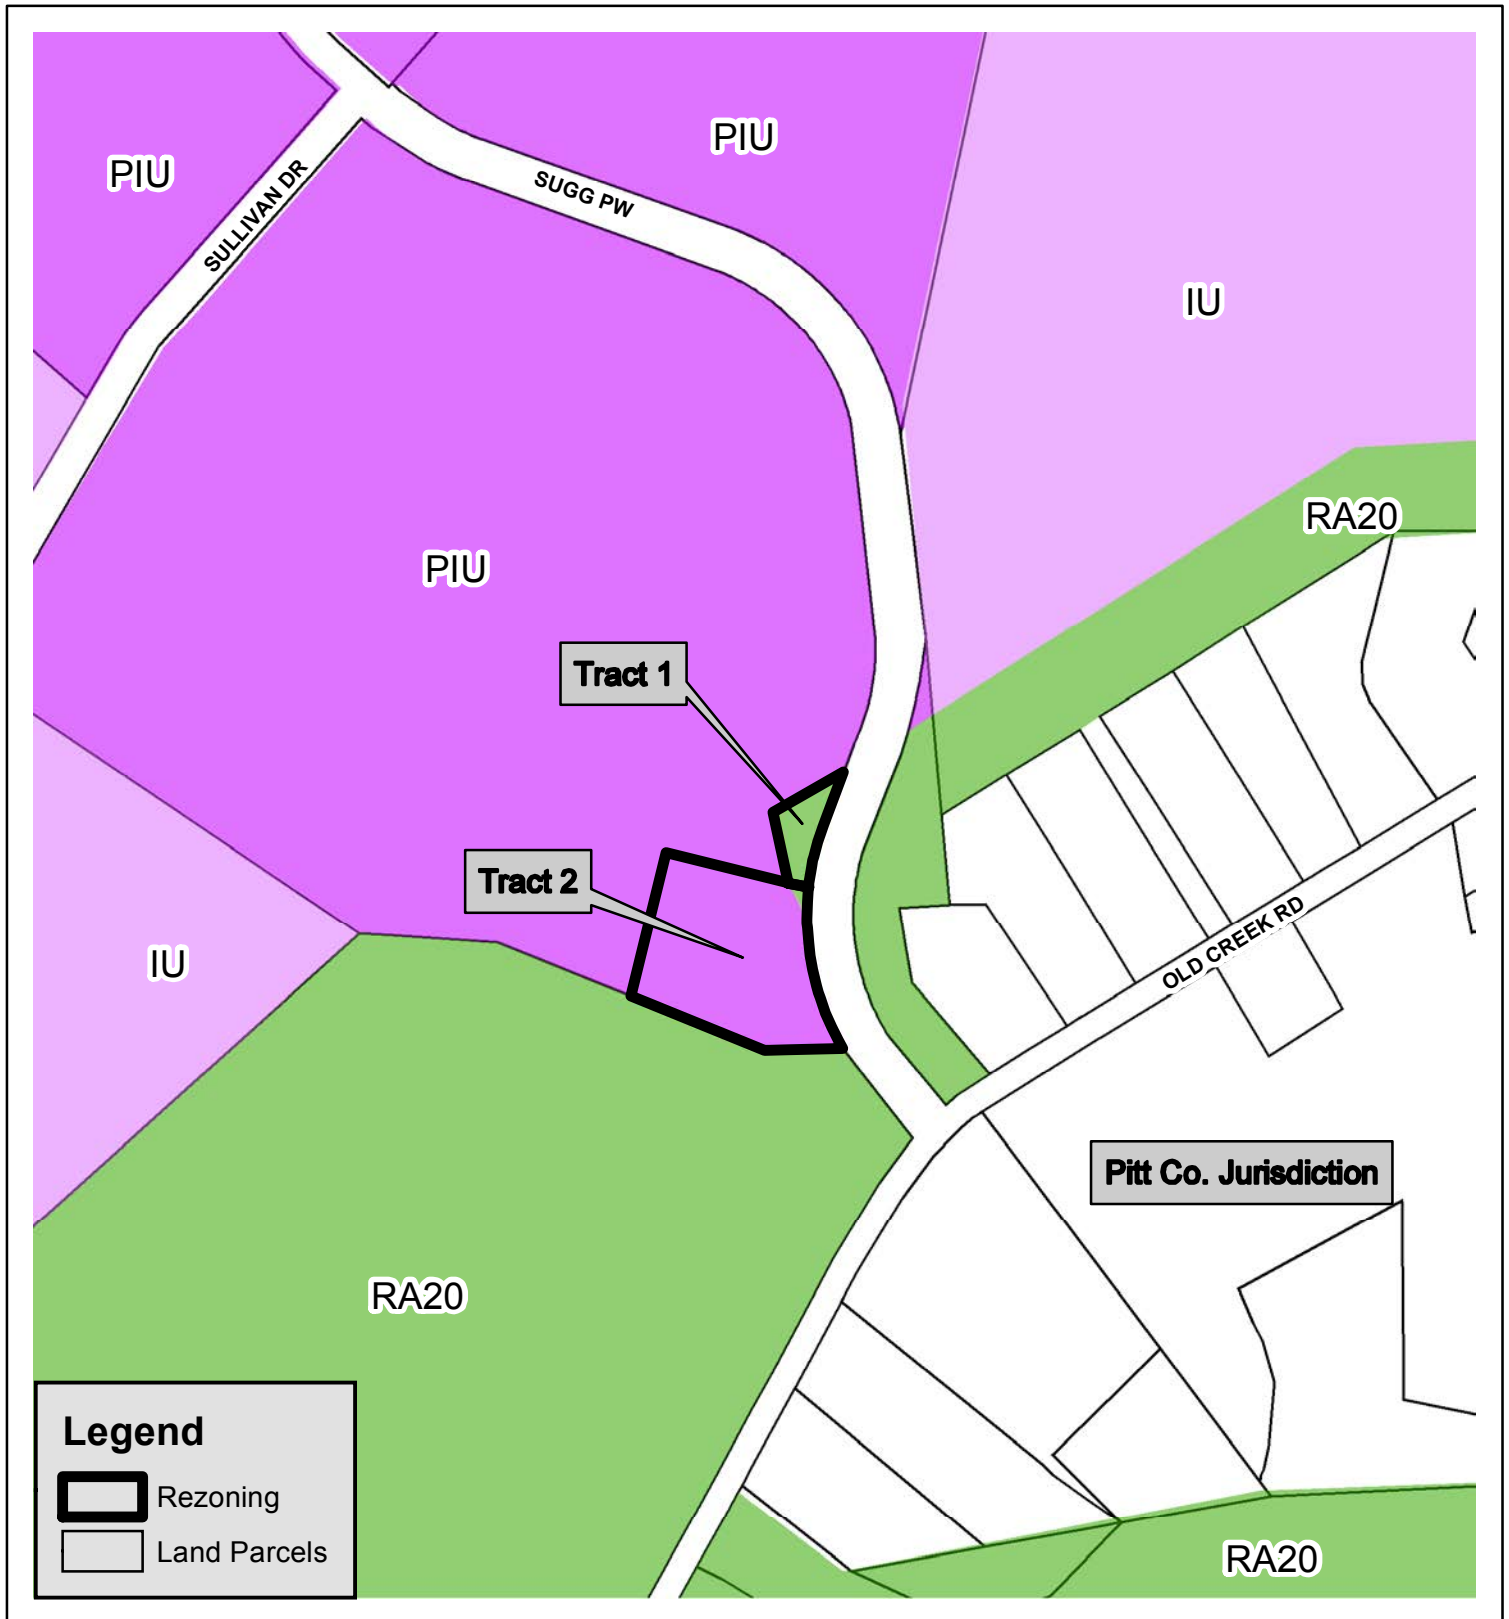 PIU
PIU
SULLIVAN DR
SUGG PW
IU
RA20
PIU
Tract 1
Tract 2
IU
OLD CREEK RD
Pitt Co. Jurisdiction
RA20
Legend
Rezoning
Land Parcels
RA20